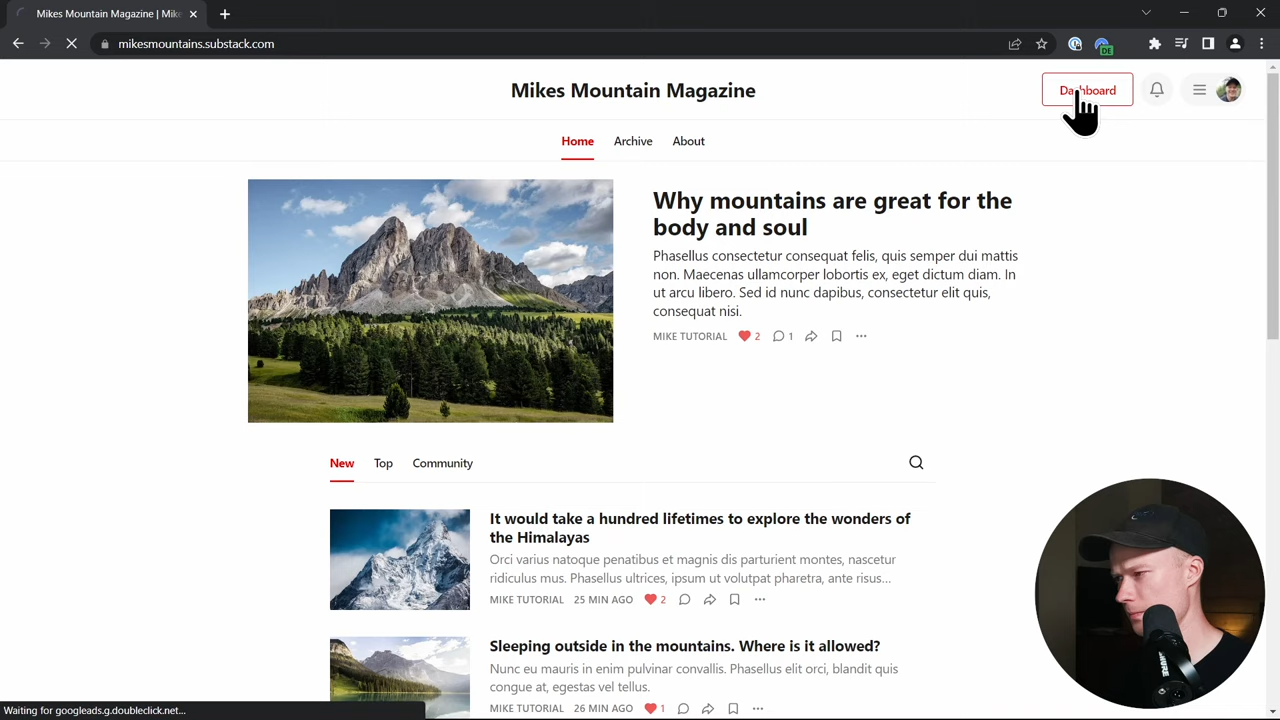 Mikes Mountain Magazine | Mike
mikesmountains.substack.com
DE
Mikes Mountain Magazine
Dashboard
Home Archive About
Why mountains are great for the
body and soul
Phasellus consectetur consequat felis, quis semper dui mattis
non. Maecenas ullamcorper lobortis ex, eget dictum diam. In
ut arcu libero. Sed id nunc dapibus, consectetur elit quis,
consequat nisi.
MIKE TUTORIAL 2 1
New Top Community
It would take a hundred lifetimes to explore the wonders of
the Himalayas
Orci varius natoque penatibus et magnis dis parturient montes, nascetur
ridiculus mus. Phasellus ultrices, ipsum ut volutpat pharetra, ante risus...
MIKE TUTORIAL 25 MIN AGO 2
Sleeping outside in the mountains. Where is it allowed?
Nunc eu mauris in enim pulvinar convallis. Phasellus elit orci, blandit quis
congue at, egestas vel tellus.
MIKE TUTORIAL 26 MIN AGO 1
Waiting for googleads.g.doubleclick.net...
SHURE